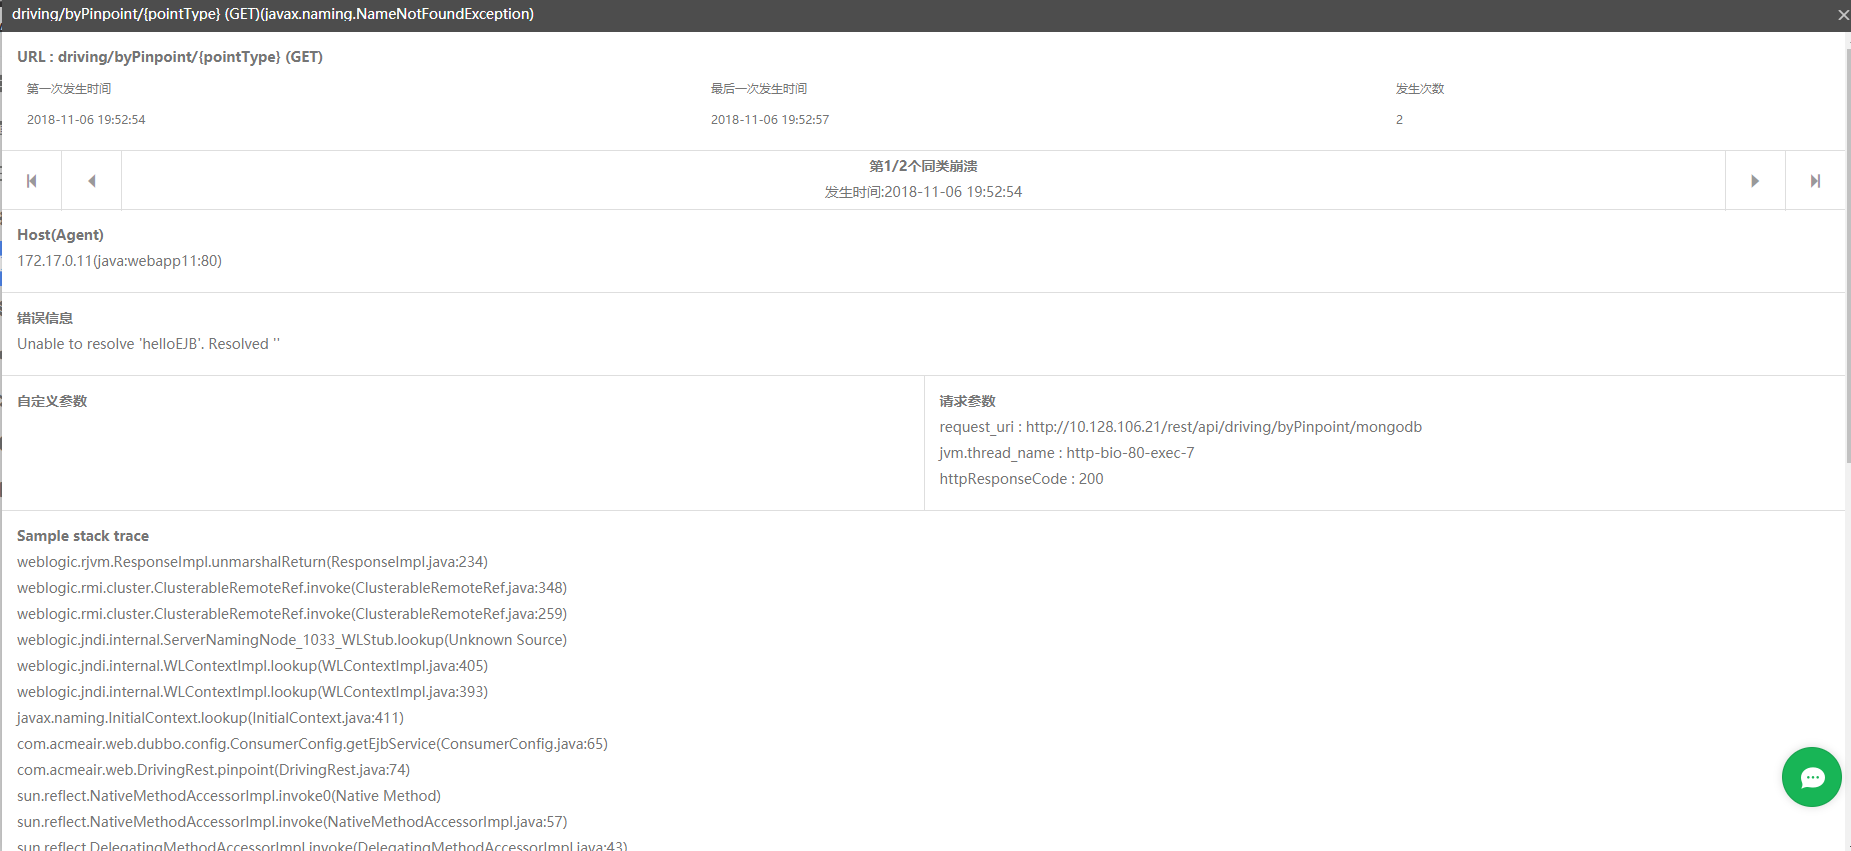 driving/byPinpoint/{pointType} (GET)(javax.naming.NameNotFoundException)
URL : driving/byPinpoint/{pointType} (GET)
第一次发生时间
最后一次发生时间
发生次数
2018-11-06 19:52:54
2018-11-06 19:52:57
2
第1/2个同类崩溃
发生时间:2018-11-06 19:52:54
Host(Agent)
172.17.0.11(java:webapp11:80)
错误信息
Unable to resolve 'helloEJB'. Resolved ''
自定义参数
请求参数
request_uri : http://10.128.106.21/rest/api/driving/byPinpoint/mongodb
jvm.thread_name : http-bio-80-exec-7
httpResponseCode : 200
Sample stack trace
weblogic.rjvm.ResponseImpl.unmarshalReturn(ResponseImpl.java:234)
weblogic.rmi.cluster.ClusterableRemoteRef.invoke(ClusterableRemoteRef.java:348)
weblogic.rmi.cluster.ClusterableRemoteRef.invoke(ClusterableRemoteRef.java:259)
weblogic.jndi.internal.ServerNamingNode_1033_WLStub.lookup(Unknown Source)
weblogic.jndi.internal.WLContextImpl.lookup(WLContextImpl.java:405)
weblogic.jndi.internal.WLContextImpl.lookup(WLContextImpl.java:393)
javax.naming.InitialContext.lookup(InitialContext.java:411)
com.acmeair.web.dubbo.config.ConsumerConfig.getEjbService(ConsumerConfig.java:65)
com.acmeair.web.DrivingRest.pinpoint(DrivingRest.java:74)
sun.reflect.NativeMethodAccessorImpl.invoke0(Native Method)
sun.reflect.NativeMethodAccessorImpl.invoke(NativeMethodAccessorImpl.java:57)
sun.reflect.DelegatingMethodAccessorImpl.invoke(DelegatingMethodAccessorImpl.java:43)